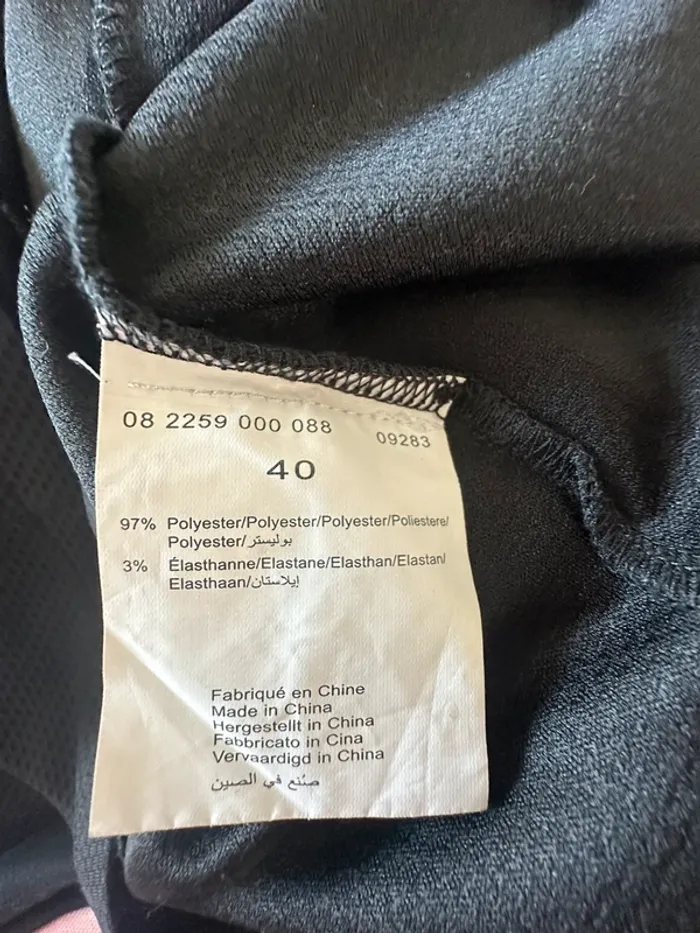 08 2259 000 088 09283
40
97% Polyester/Polyester/Polyester/Poliestere/
Polyester/بوليستر
3% Élasthanne/Elastane/Elasthan/Elastan/
Elasthaan/إيلاستان
Fabriqué en Chine
Made in China
Hergestellt in China
Fabbricato in Cina
Vervaardigd in China
صُنع في الصين